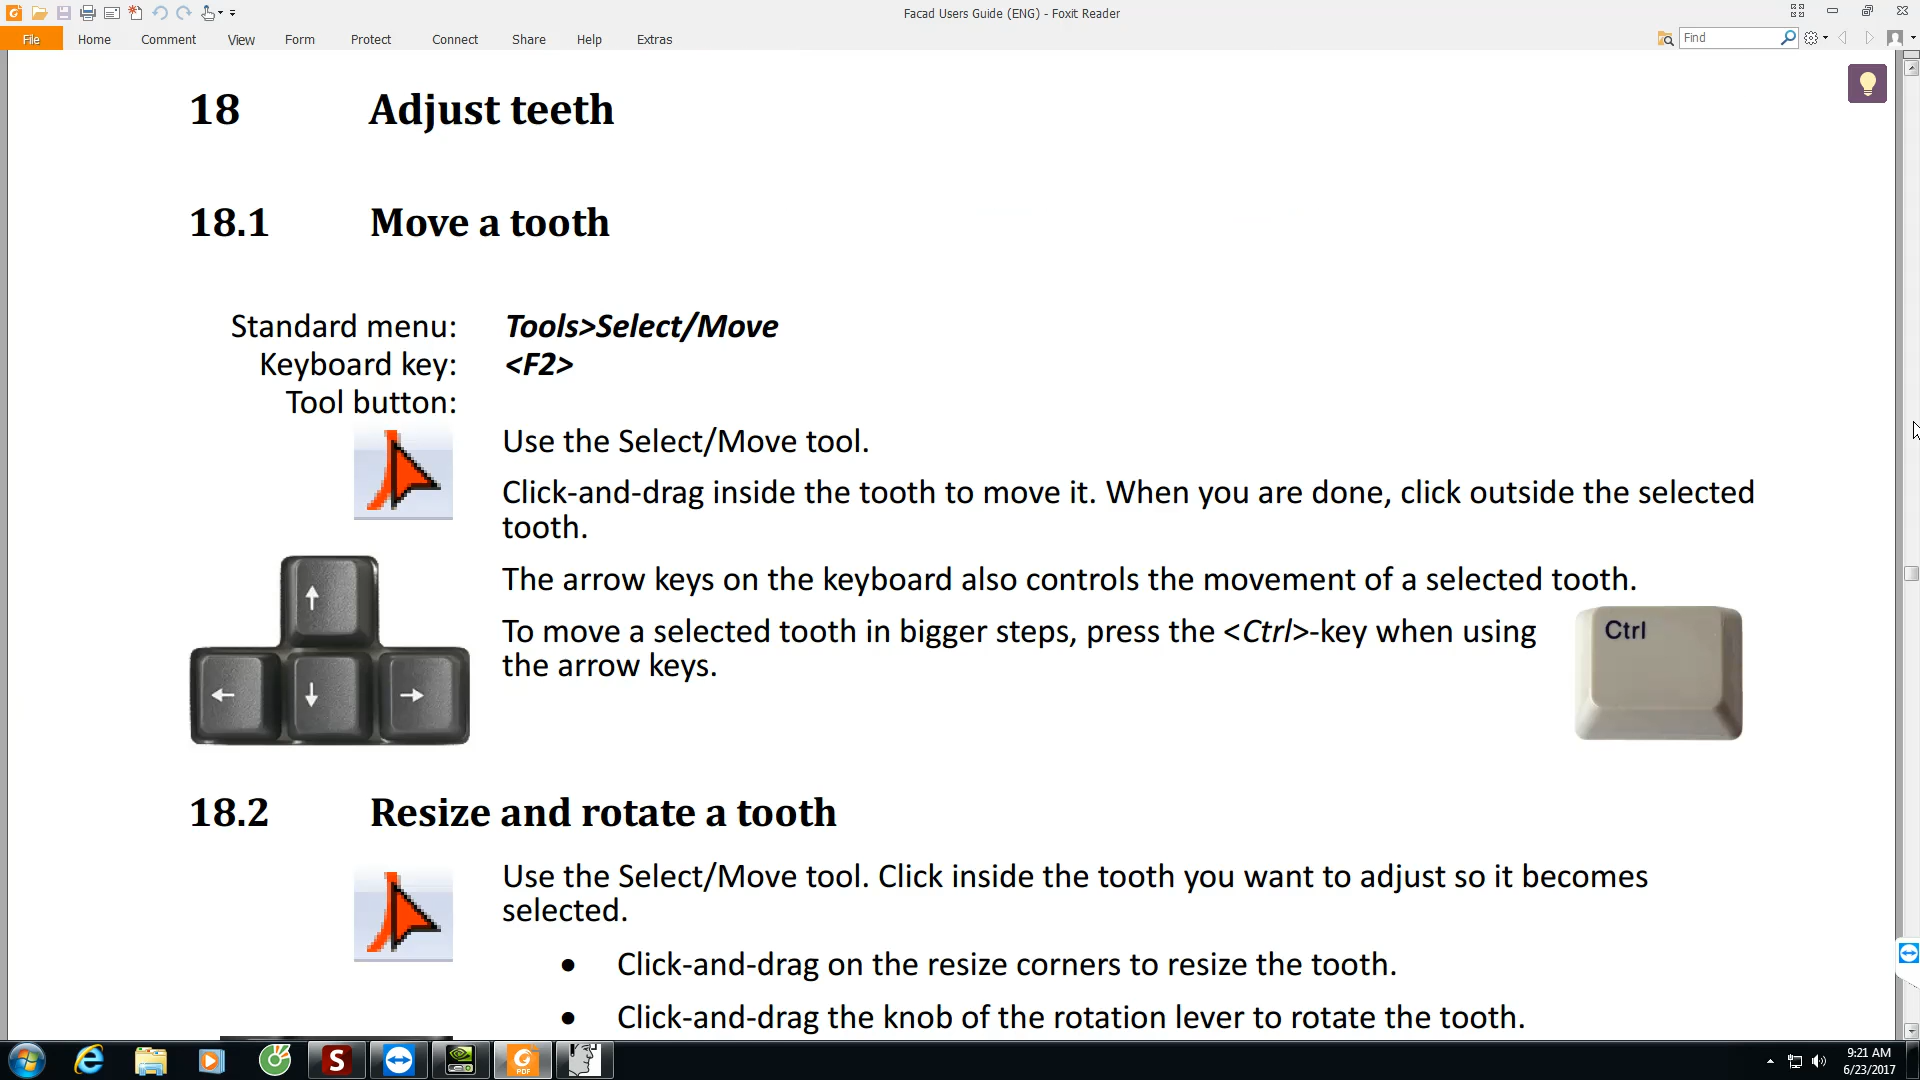 Facad Users Guide (ENG) - Foxit Reader
File Home Comment View Form Protect Connect Share Help Extras
Find
18 Adjust teeth
18.1 Move a tooth
Standard menu: Tools>Select/Move
Keyboard key: <F2>
Tool button:
Use the Select/Move tool.
Click-and-drag inside the tooth to move it. When you are done, click outside the selected
tooth.
The arrow keys on the keyboard also controls the movement of a selected tooth.
To move a selected tooth in bigger steps, press the <Ctrl>-key when using
the arrow keys.
Ctrl
18.2 Resize and rotate a tooth
Use the Select/Move tool. Click inside the tooth you want to adjust so it becomes
selected.
• Click-and-drag on the resize corners to resize the tooth.
• Click-and-drag the knob of the rotation lever to rotate the tooth.
S
PDF
9:21 AM
6/23/2017